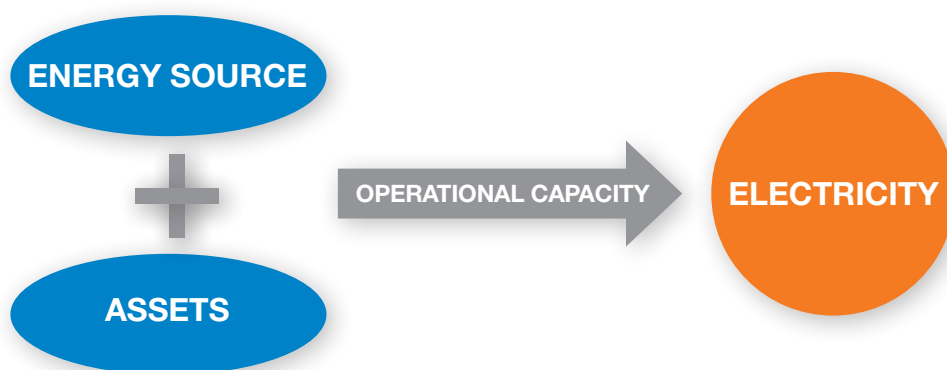 ENERGY SOURCE
OPERATIONAL CAPACITY
ELECTRICITY
ASSETS